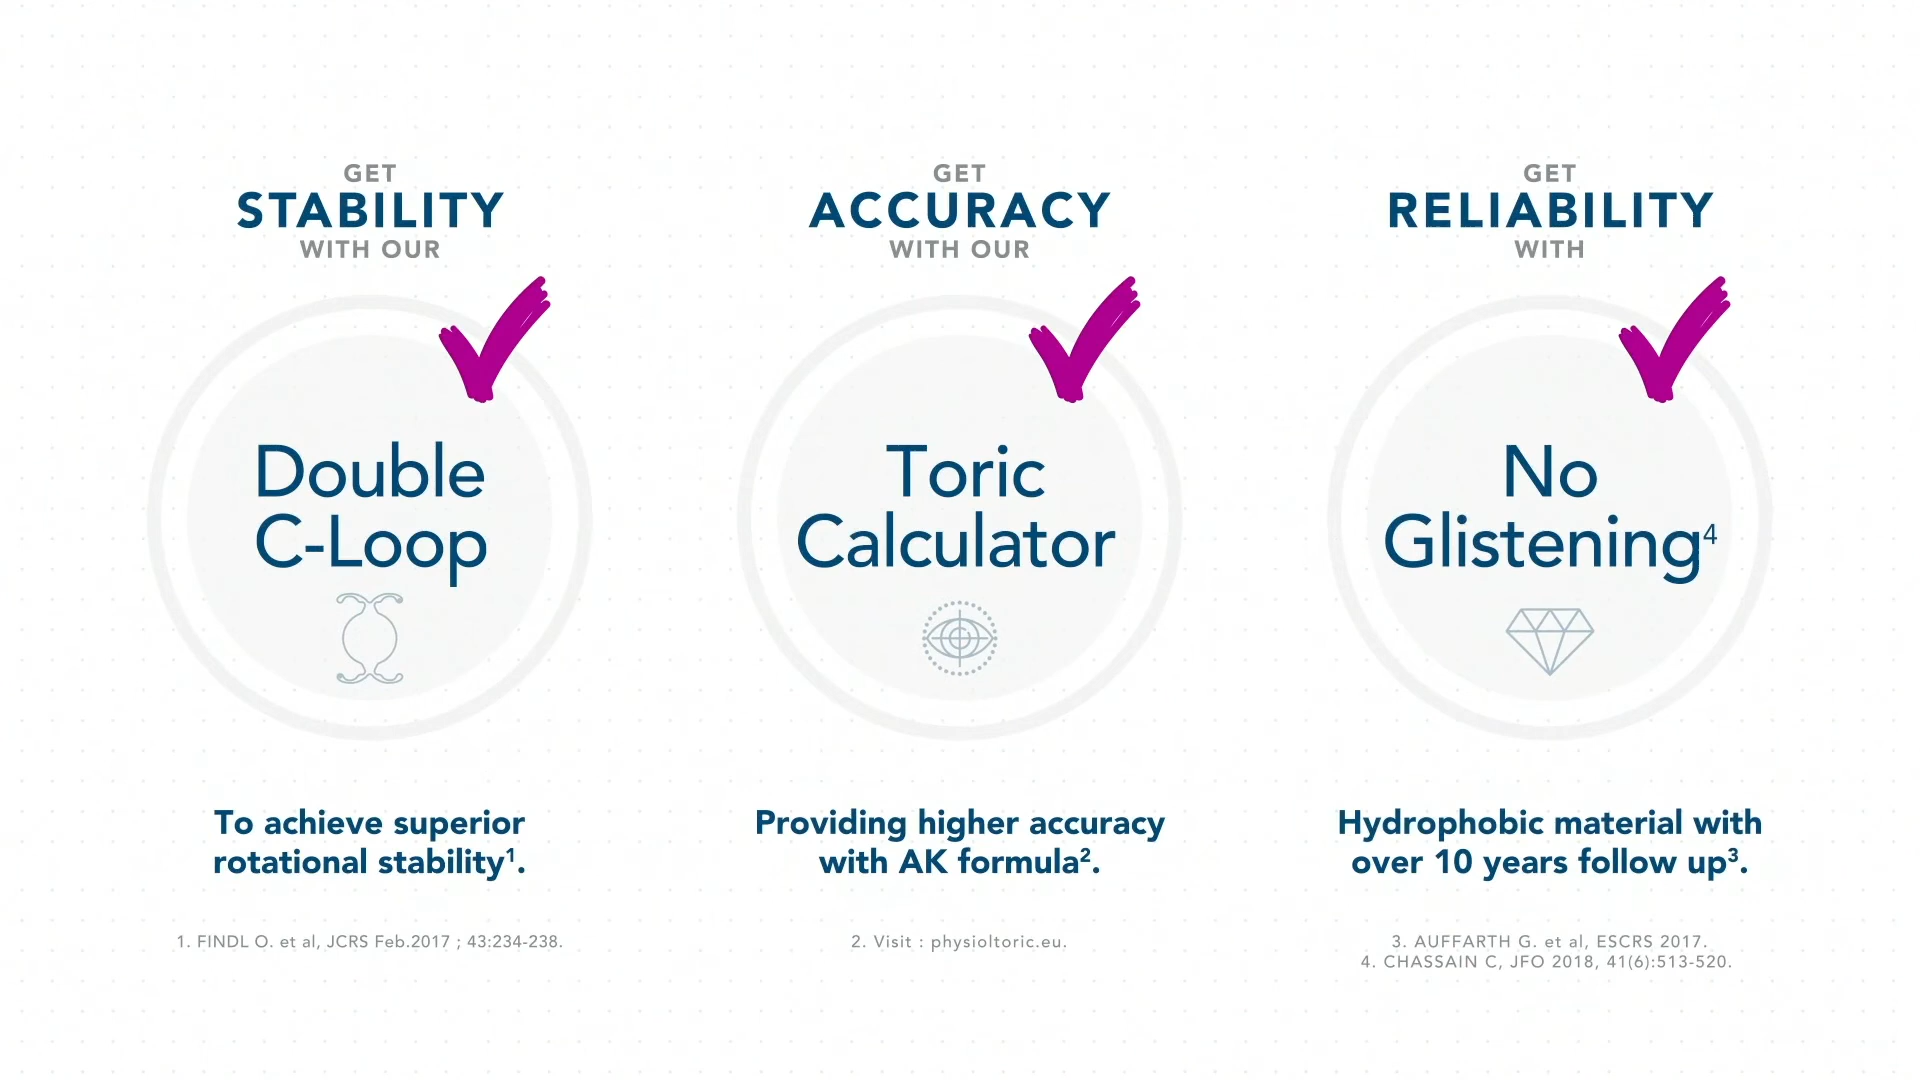 GET
STABILITY
WITH OUR
Double
C-Loop
To achieve superior
rotational stability¹.
1. FINDL O. et al, JCRS Feb.2017 ; 43:234-238.
GET
ACCURACY
WITH OUR
Toric
Calculator
Providing higher accuracy
with AK formula².
2. Visit : physioltoric.eu.
GET
RELIABILITY
WITH
No
Glistening⁴
Hydrophobic material with
over 10 years follow up³.
3. AUFFARTH G. et al, ESCRS 2017.
4. CHASSAIN C, JFO 2018, 41(6):513-520.